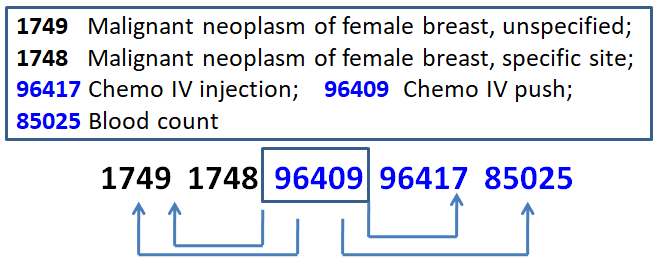 1749 Malignant neoplasm of female breast, unspecified;
1748 Malignant neoplasm of female breast, specific site;
96417 Chemo IV injection; 96409 Chemo IV push;
85025 Blood count
1749 1748 96409 96417 85025